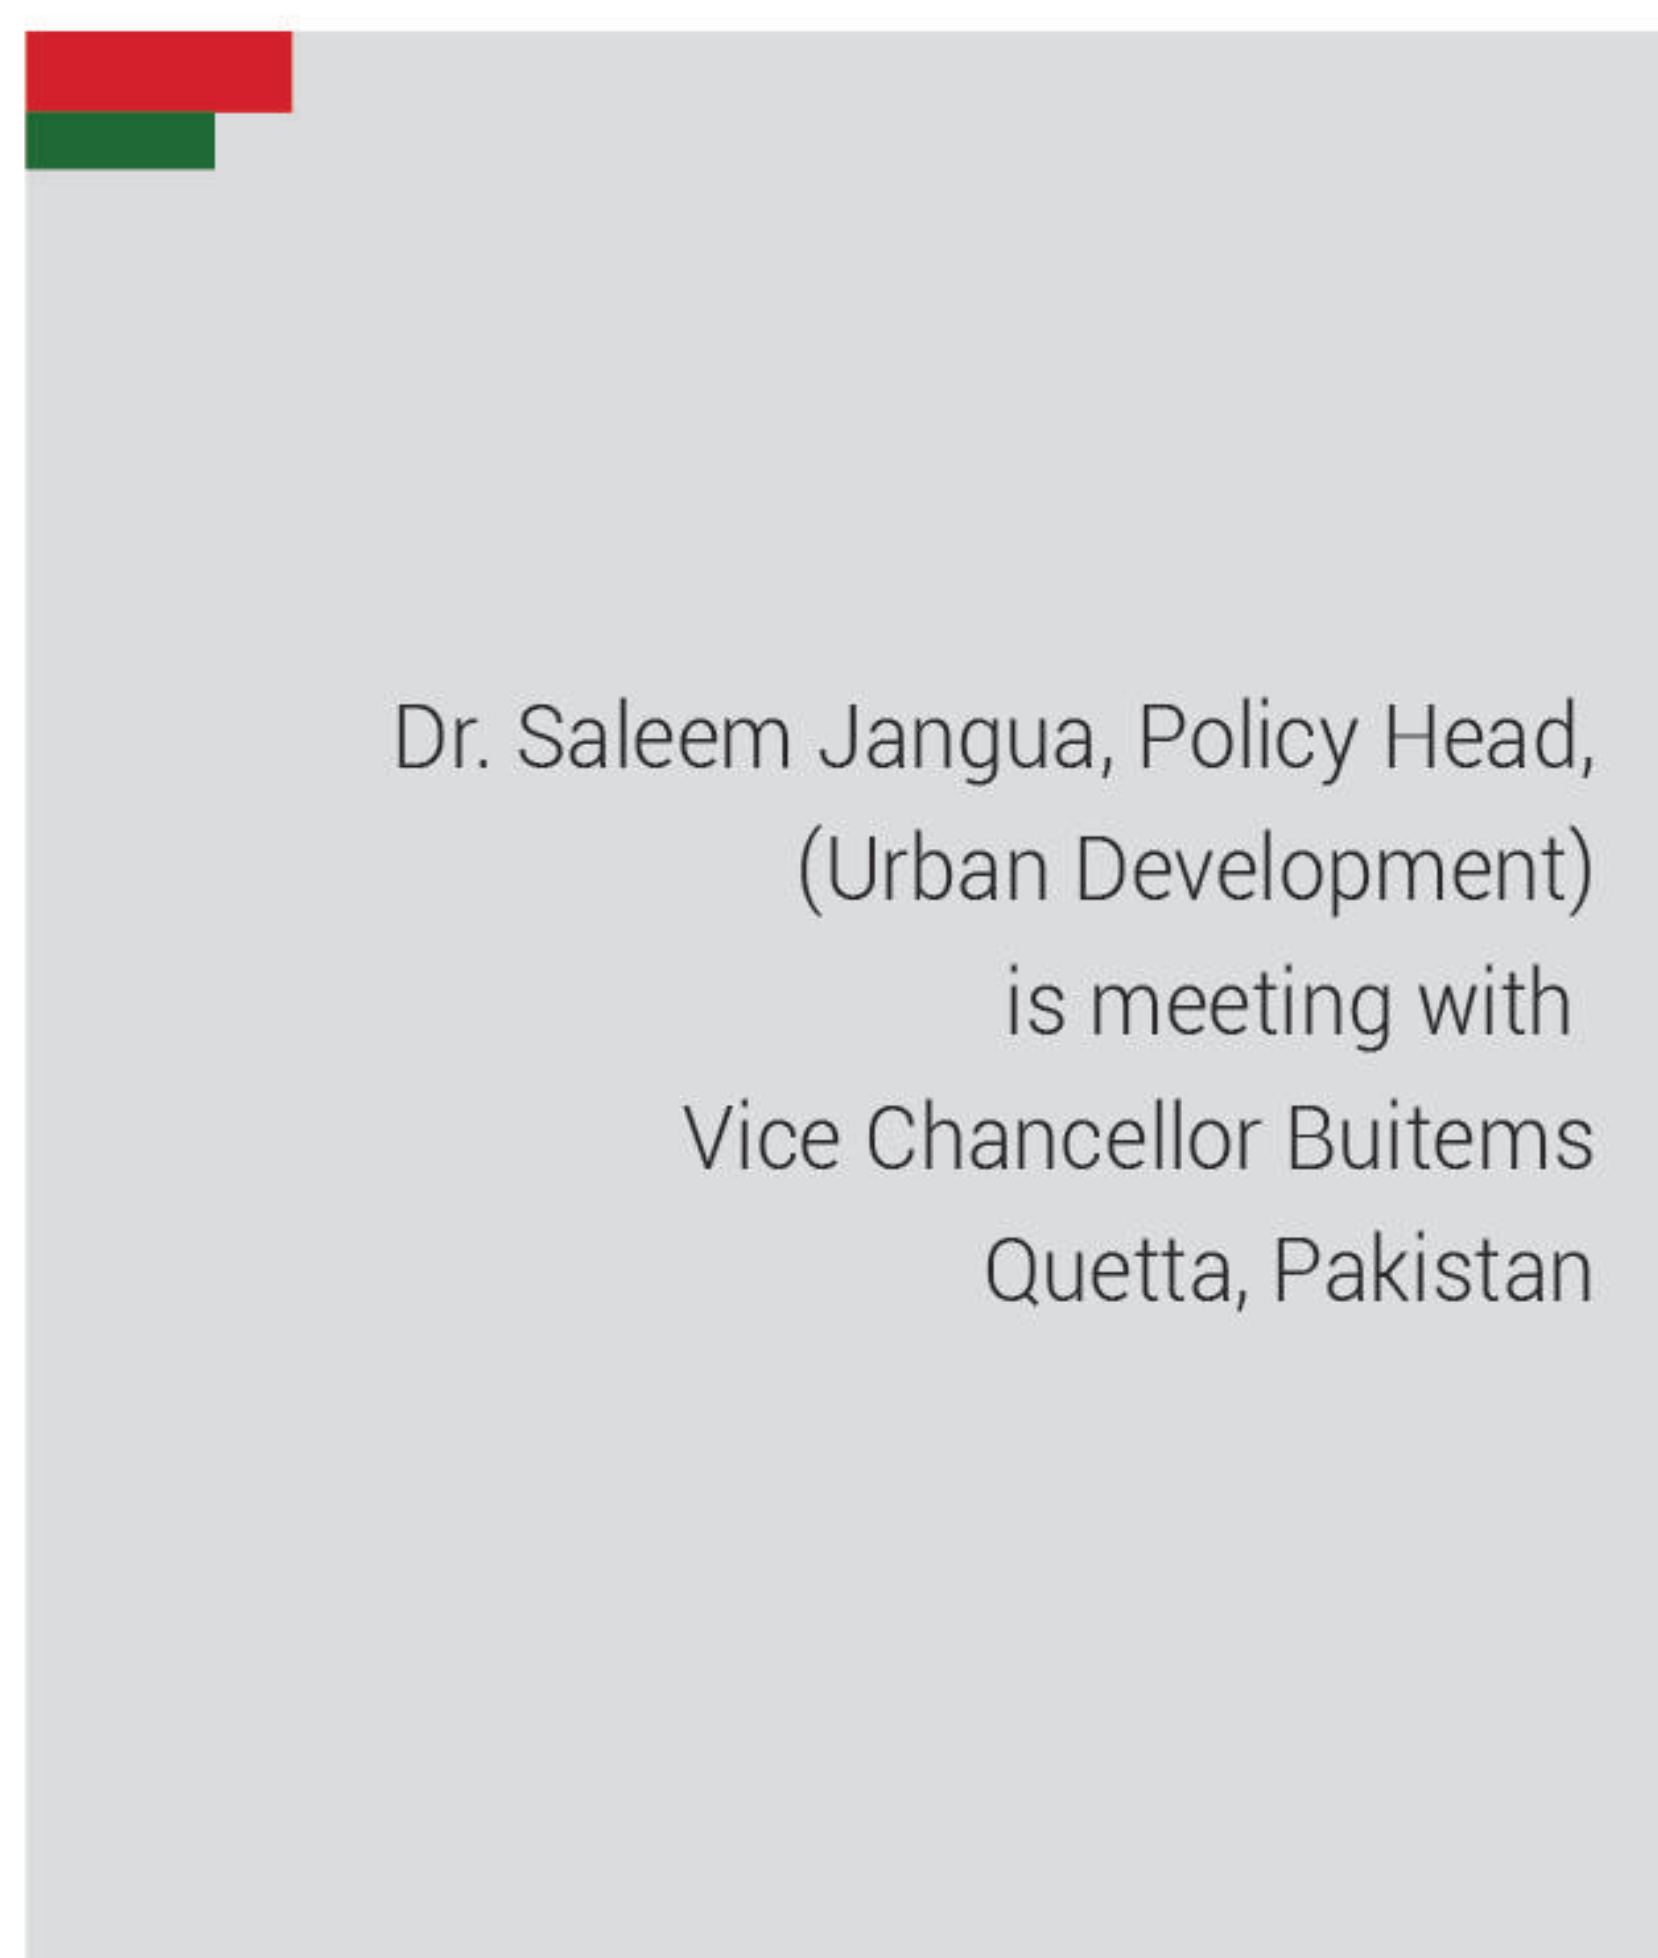 Dr. Saleem Jangua, Policy Head,
(Urban Development)
is meeting with
Vice Chancellor Buitems
Quetta, Pakistan